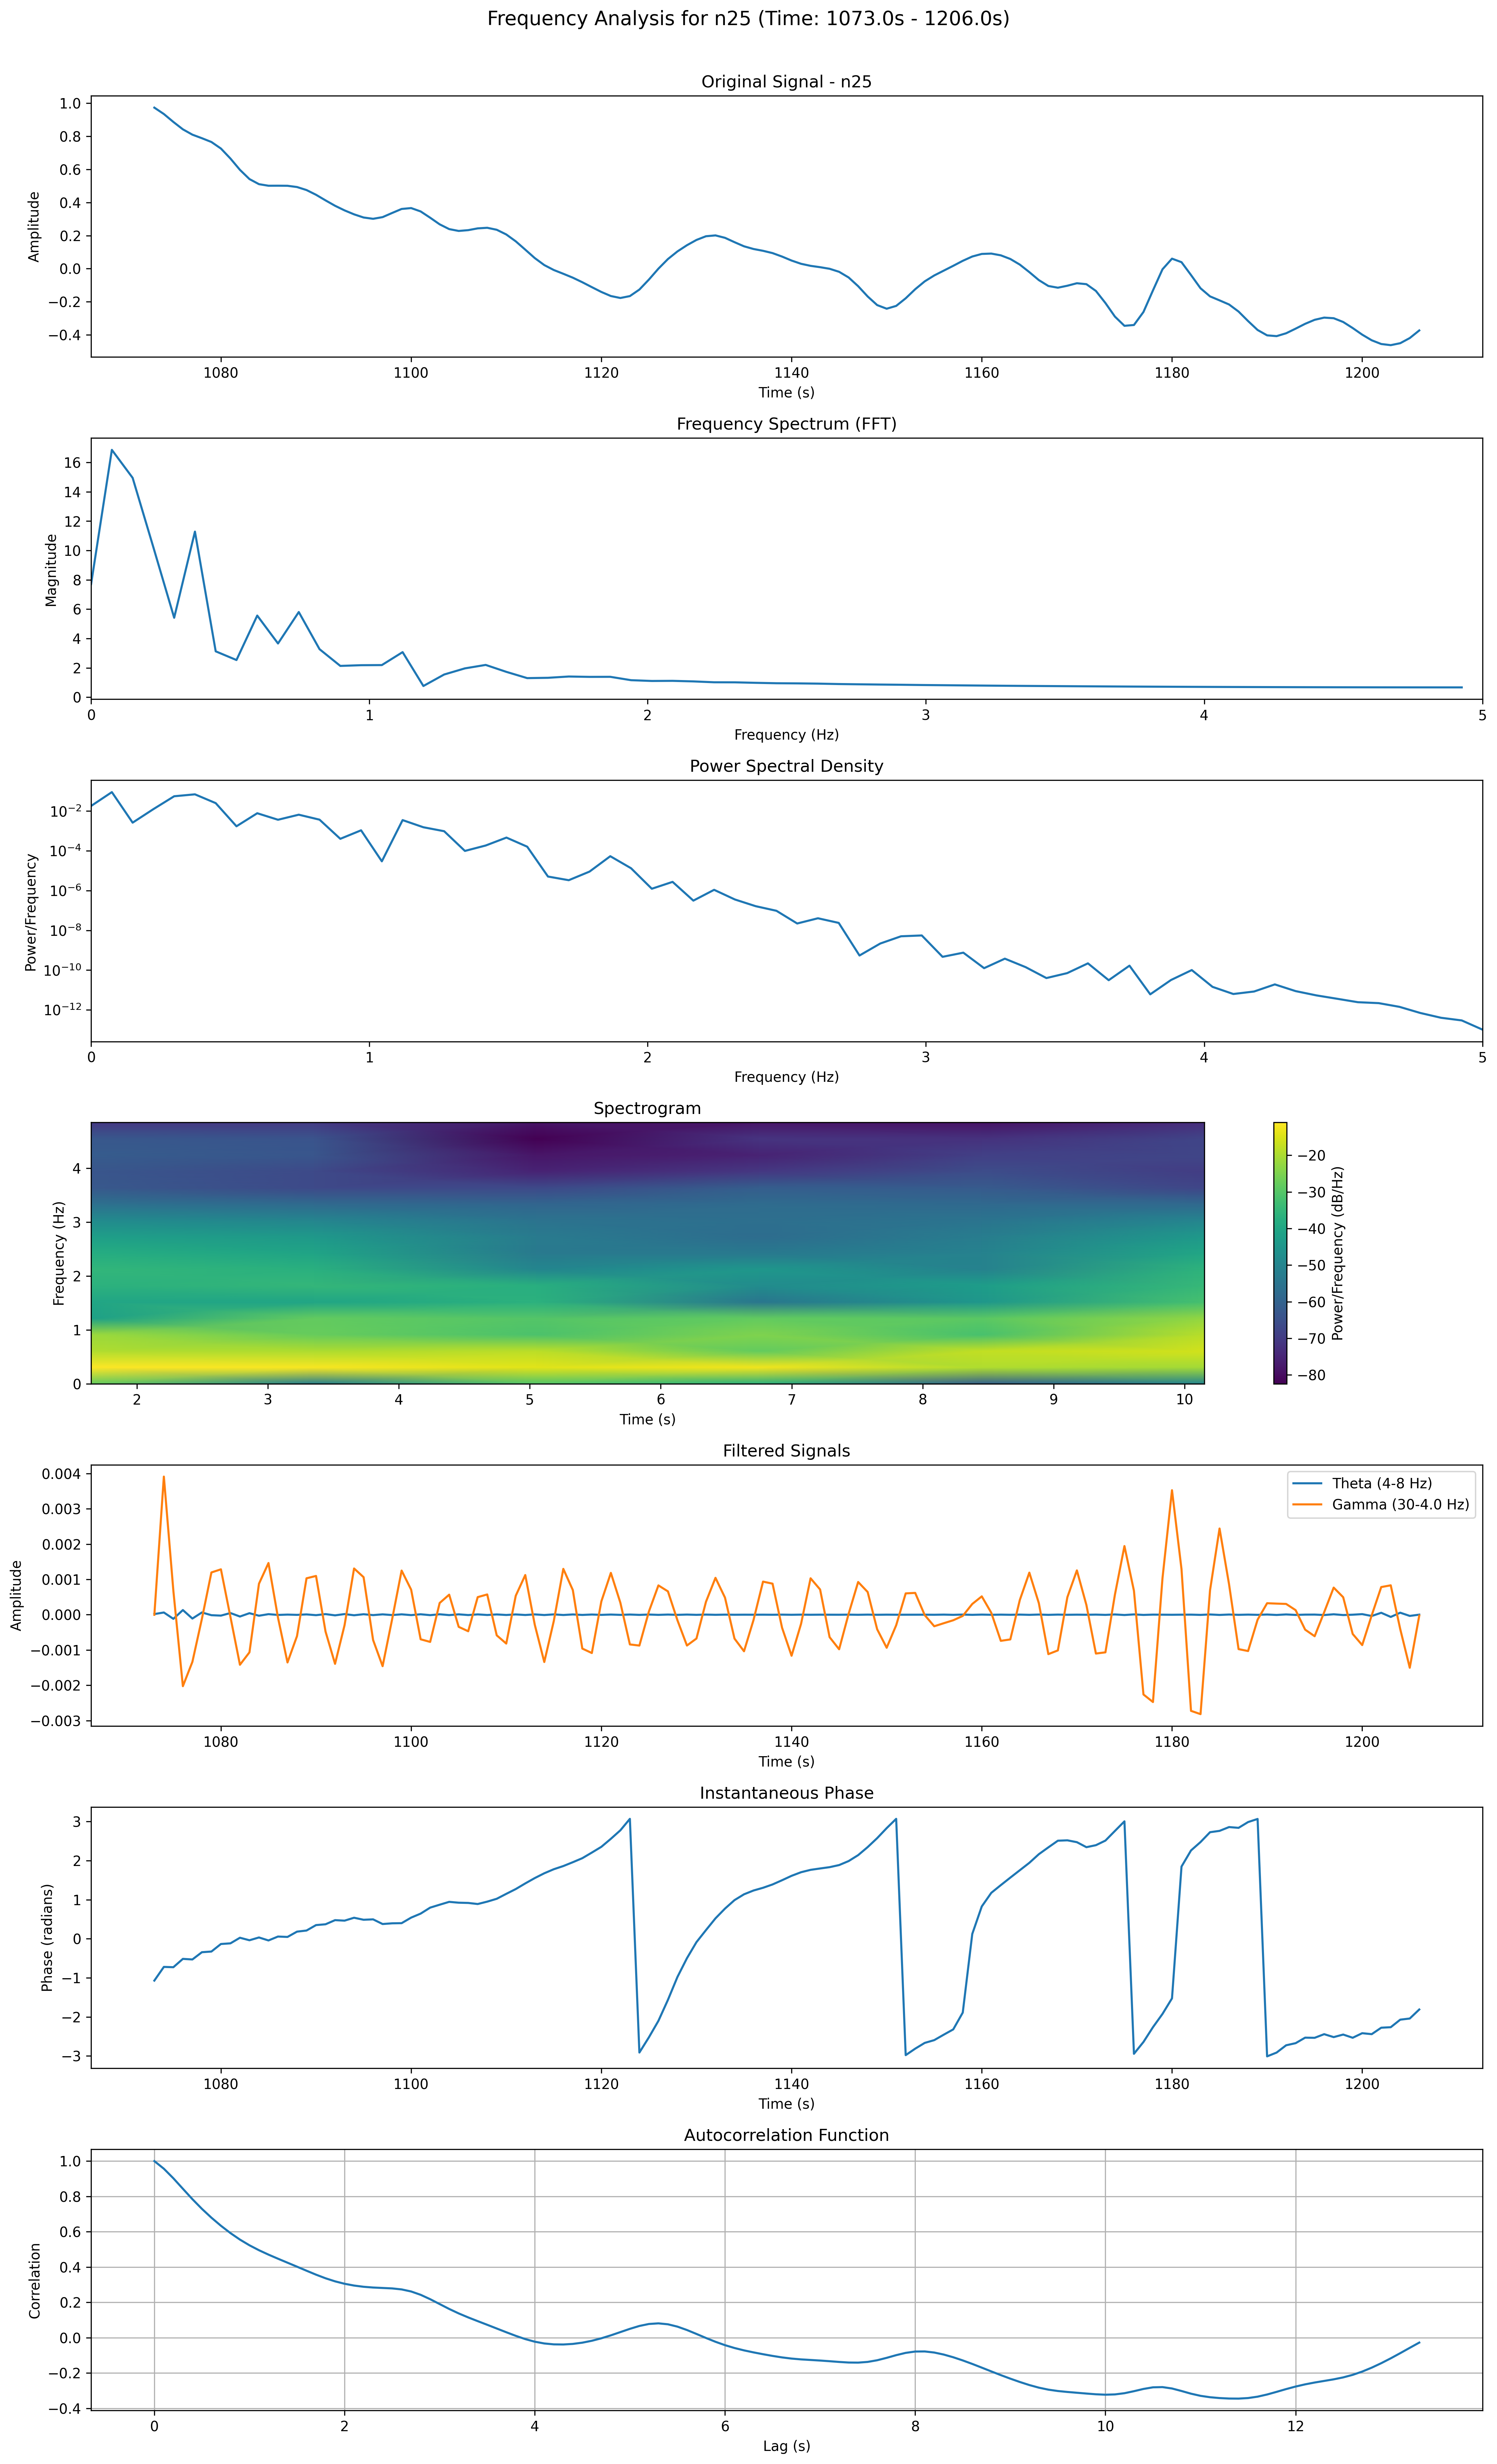 Frequency Analysis for n25 (Time: 1073.0s - 1206.0s)
Original Signal - n25
1.0
0.8
0.6
0.4
0.2
0.0
−0.2
−0.4
Amplitude
1080 1100 1120 1140 1160 1180 1200
Time (s)
Frequency Spectrum (FFT)
16
14
12
10
8
6
4
2
0
Magnitude
0 1 2 3 4 5
Frequency (Hz)
Power Spectral Density
10−2
10−4
10−6
10−8
10−10
10−12
Power/Frequency
0 1 2 3 4 5
Frequency (Hz)
Spectrogram
4
3
2
1
0
Frequency (Hz)
2 3 4 5 6 7 8 9 10
Time (s)
−20
−30
−40
−50
−60
−70
−80
Power/Frequency (dB/Hz)
Filtered Signals
0.004
0.003
0.002
0.001
0.000
−0.001
−0.002
−0.003
Amplitude
Theta (4-8 Hz)
Gamma (30-4.0 Hz)
1080 1100 1120 1140 1160 1180 1200
Time (s)
Instantaneous Phase
3
2
1
0
−1
−2
−3
Phase (radians)
1080 1100 1120 1140 1160 1180 1200
Time (s)
Autocorrelation Function
1.0
0.8
0.6
0.4
0.2
0.0
−0.2
−0.4
Correlation
0 2 4 6 8 10 12
Lag (s)